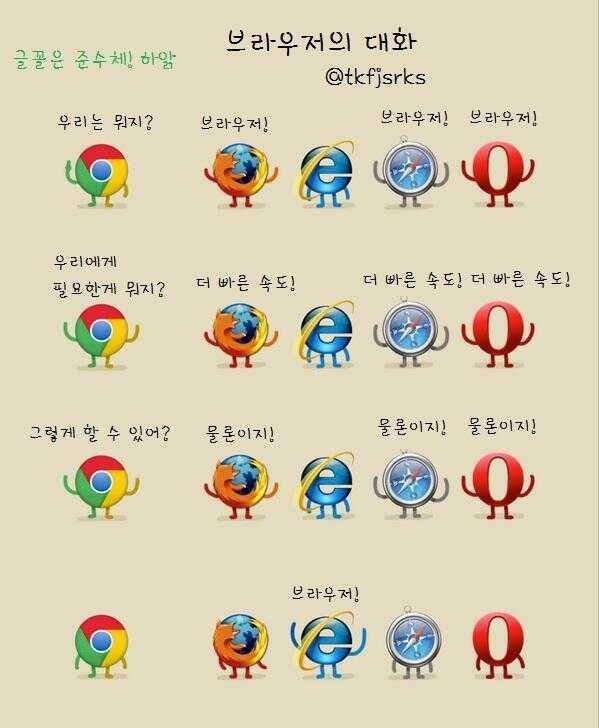 브라우저의 대화
글꼴은 준수체! 하앍
@tkfjsrks
우리는 뭐지?
브라우저!
브라우저!
브라우저!
우리에게
필요한게 뭐지?
더 빠른 속도!
더 빠른 속도!
더 빠른 속도!
그렇게 할 수 있어?
물론이지!
물론이지!
물론이지!
브라우저!